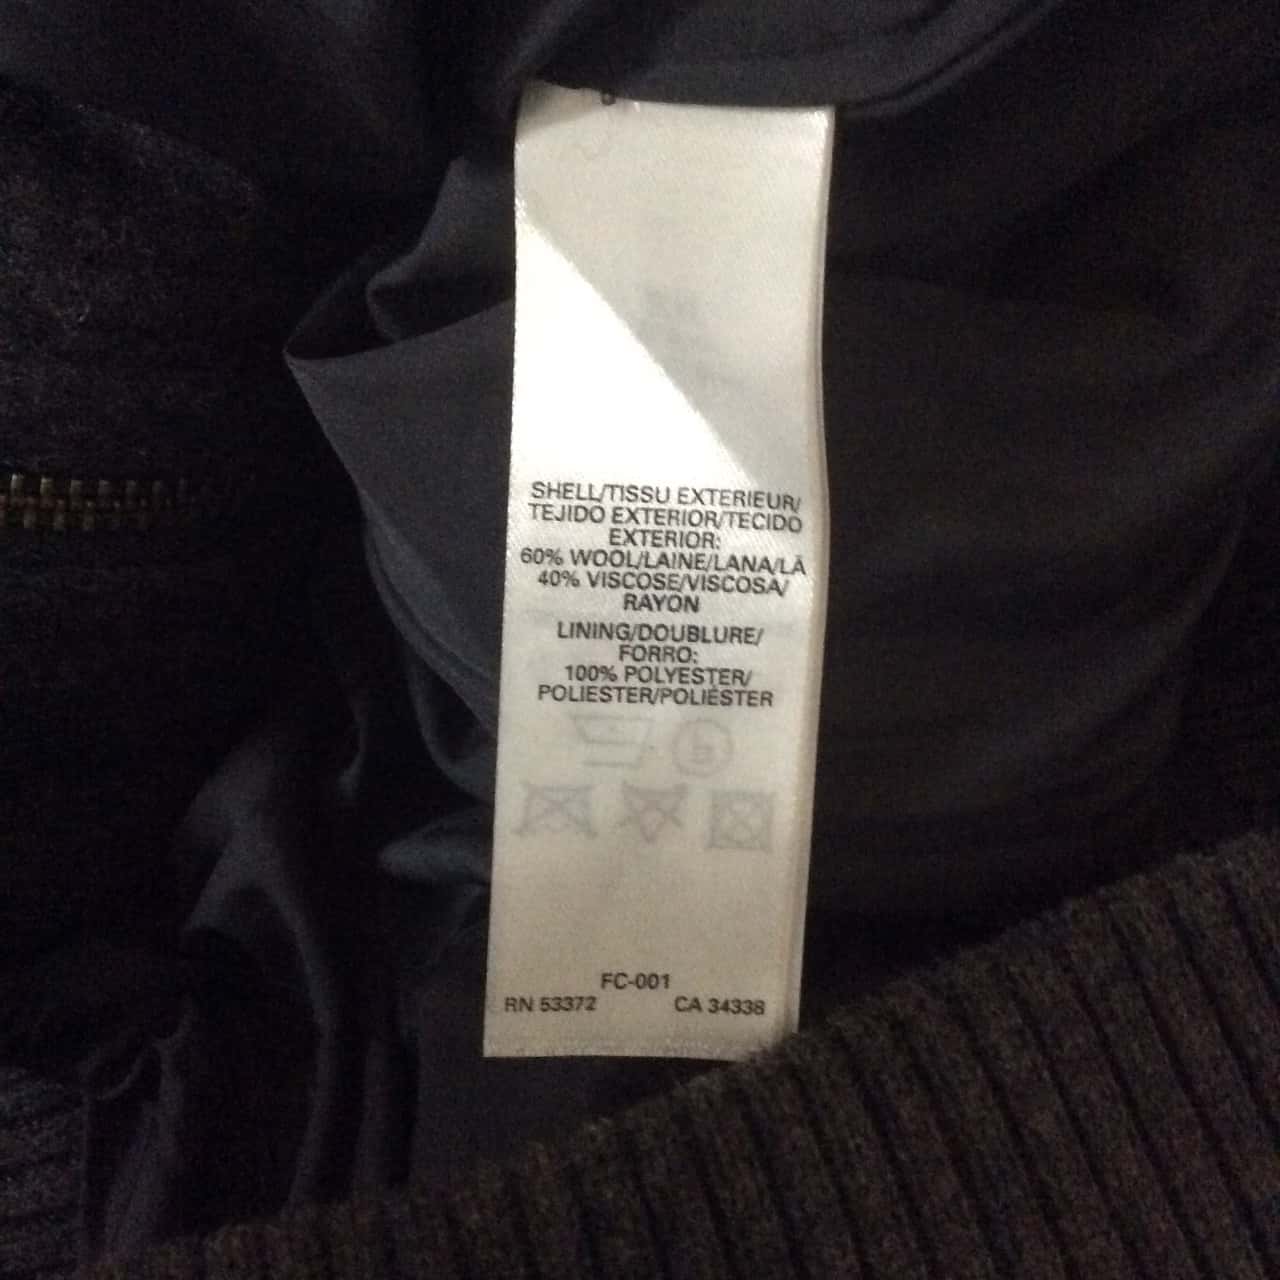 SHELL/TISSU EXTERIEUR/
TEJIDO EXTERIOR/TECIDO
EXTERIOR:
60% WOOL/LAINE/LANA/LÃ
40% VISCOSE/VISCOSA/
RAYON
LINING/DOUBLURE/
FORRO:
100% POLYESTER/
POLIESTER/POLIÉSTER
FC-001
RN 53372 CA 34338